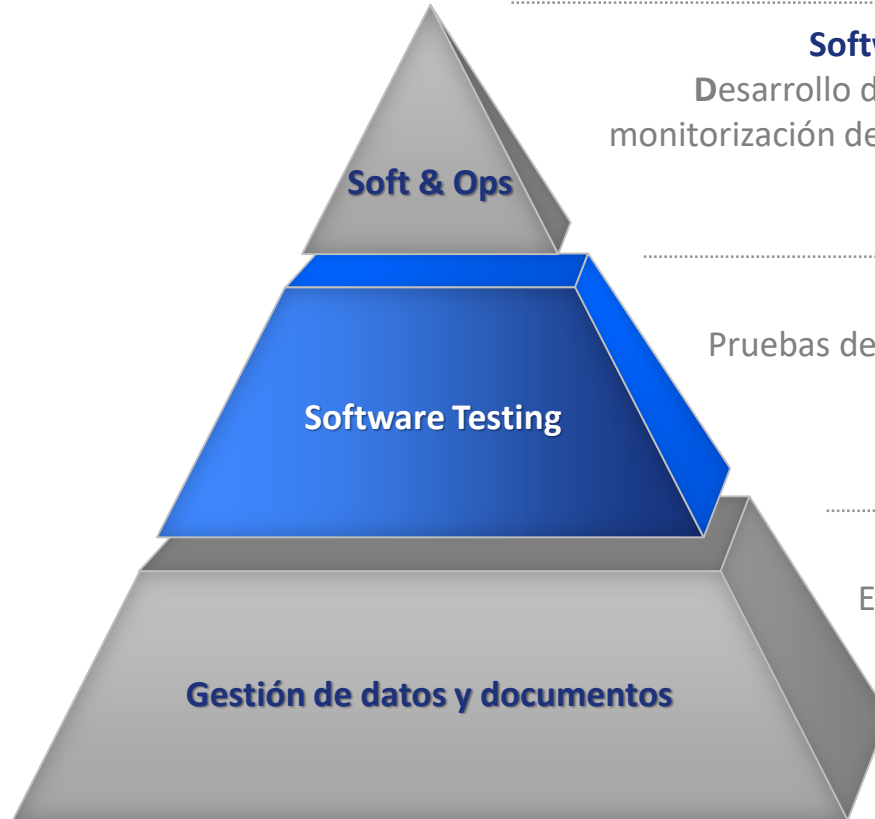 Softw
Desarrollo d
monitorización de
Soft & Ops
Pruebas de
Software Testing
E
Gestión de datos y documentos